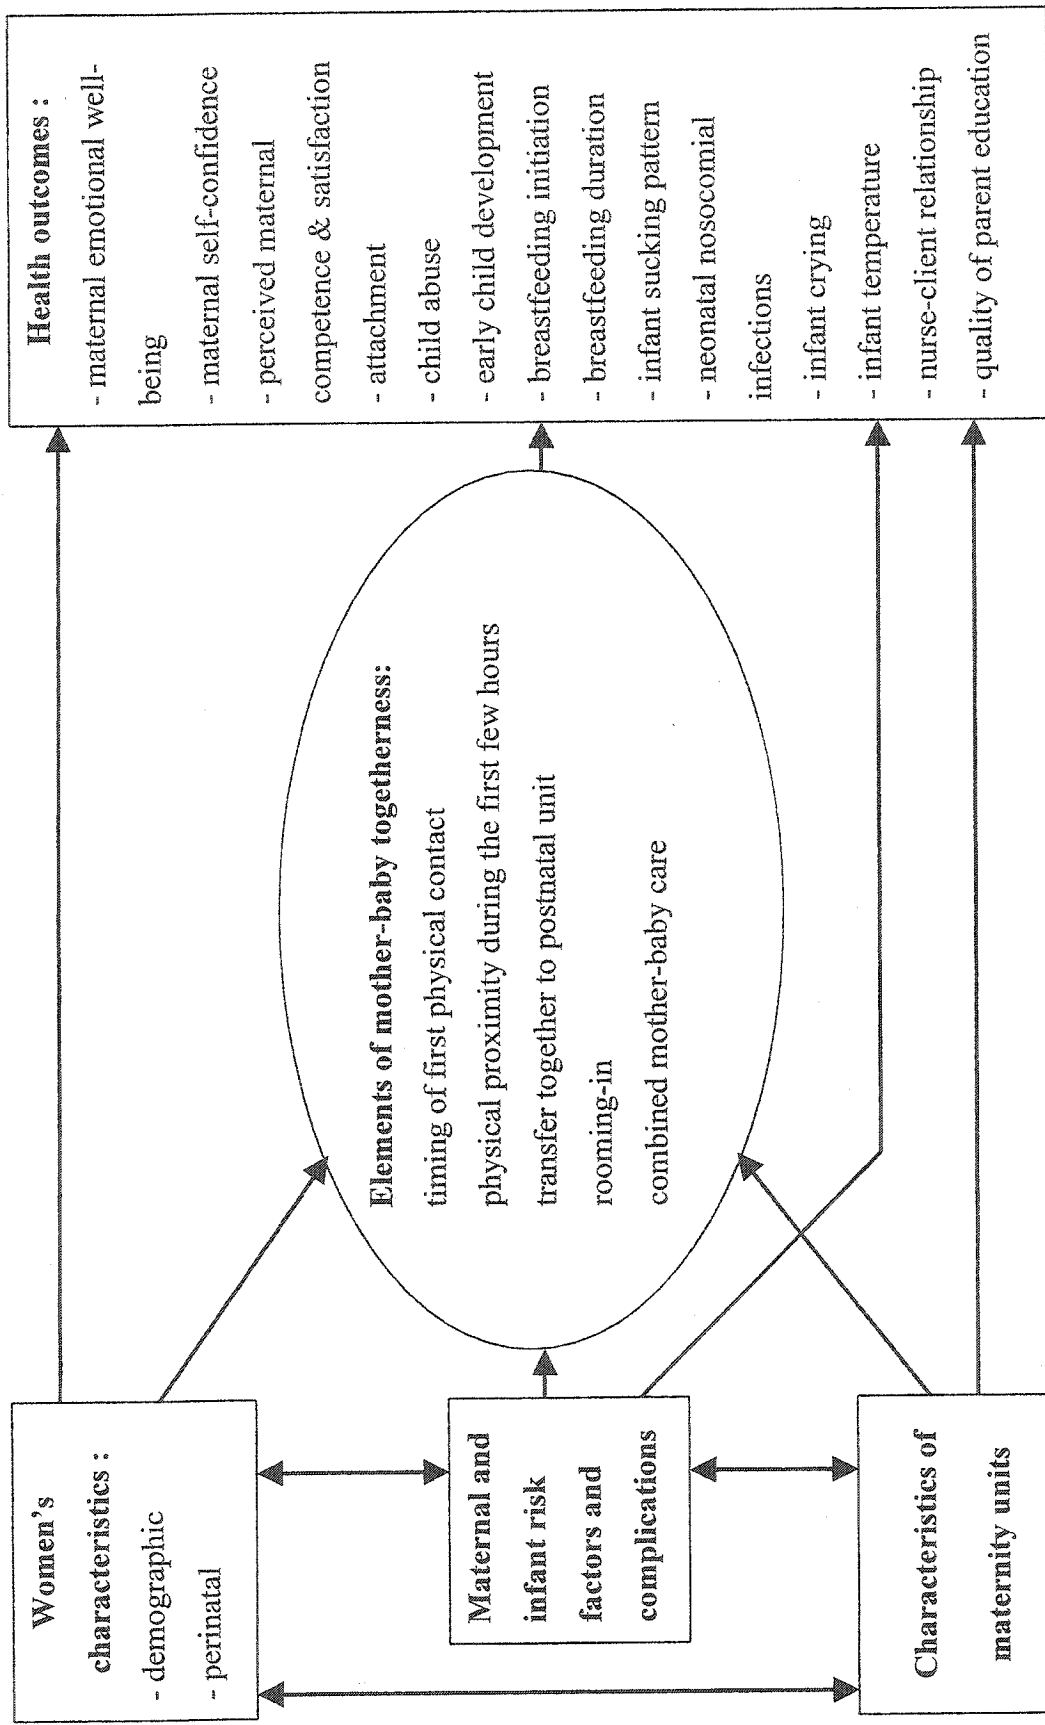 Women's
characteristics :
- demographic
- perinatal
Maternal and
infant risk
factors and
complications
Characteristics of
maternity units
Elements of mother-baby togetherness:
timing of first physical contact
physical proximity during the first few hours
transfer together to postnatal unit
rooming-in
combined mother-baby care
Health outcomes :
- maternal emotional well-
being
- maternal self-confidence
- perceived maternal
competence & satisfaction
- attachment
- child abuse
- early child development
- breastfeeding initiation
- breastfeeding duration
- infant sucking pattern
- neonatal nosocomial
infections
- infant crying
- infant temperature
- nurse-client relationship
- quality of parent education